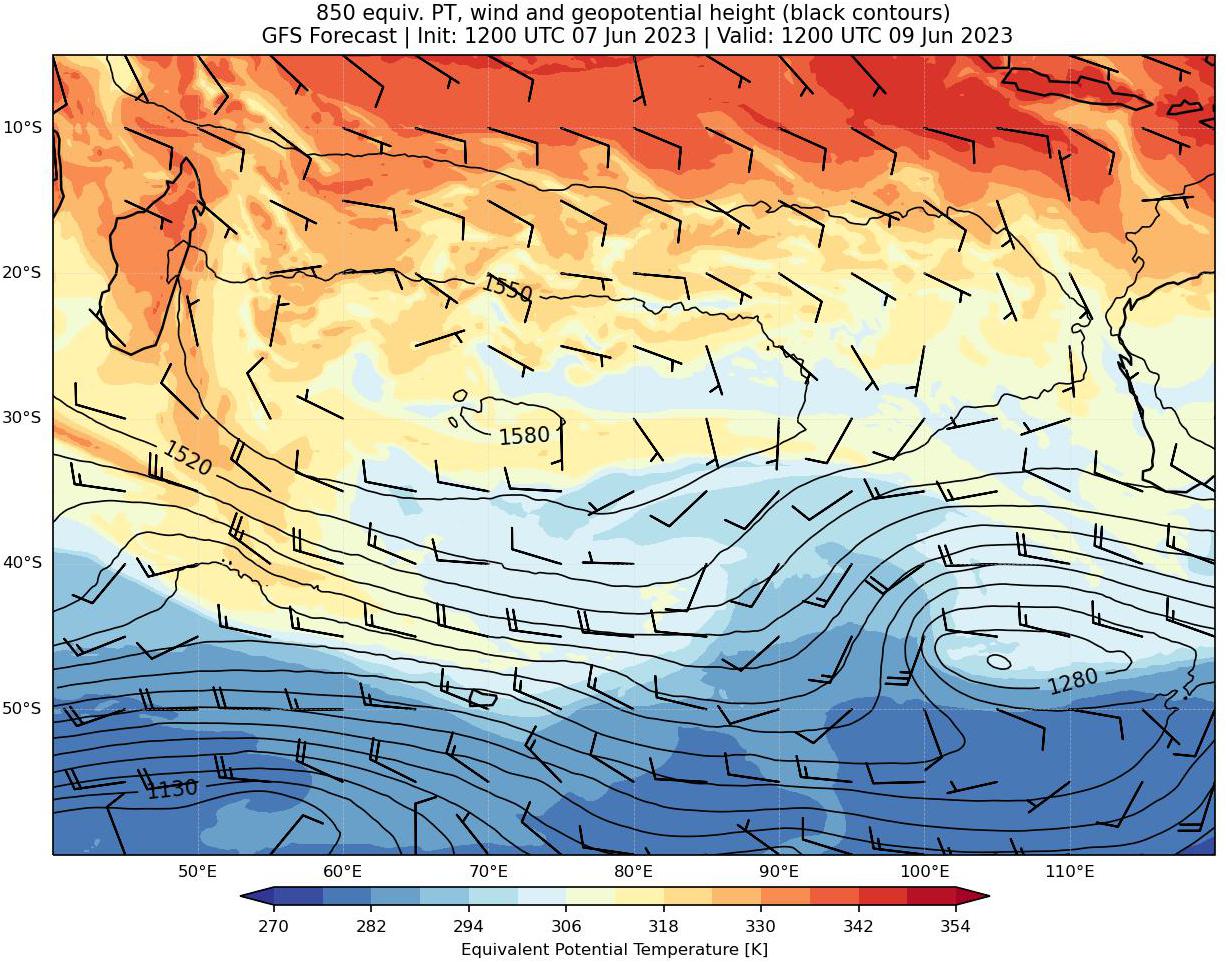 850 equiv. PT, wind and geopotential height (black contours)
GFS Forecast | Init: 1200 UTC 07 Jun 2023 | Valid: 1200 UTC 09 Jun 2023
10°S
20°S
1550
30°S
1580
1520
40°S
1280
50°S
1130
50°E 60°E 70°E 80°E 90°E 100°E 110°E
270 282 294 306 318 330 342 354
Equivalent Potential Temperature [K]